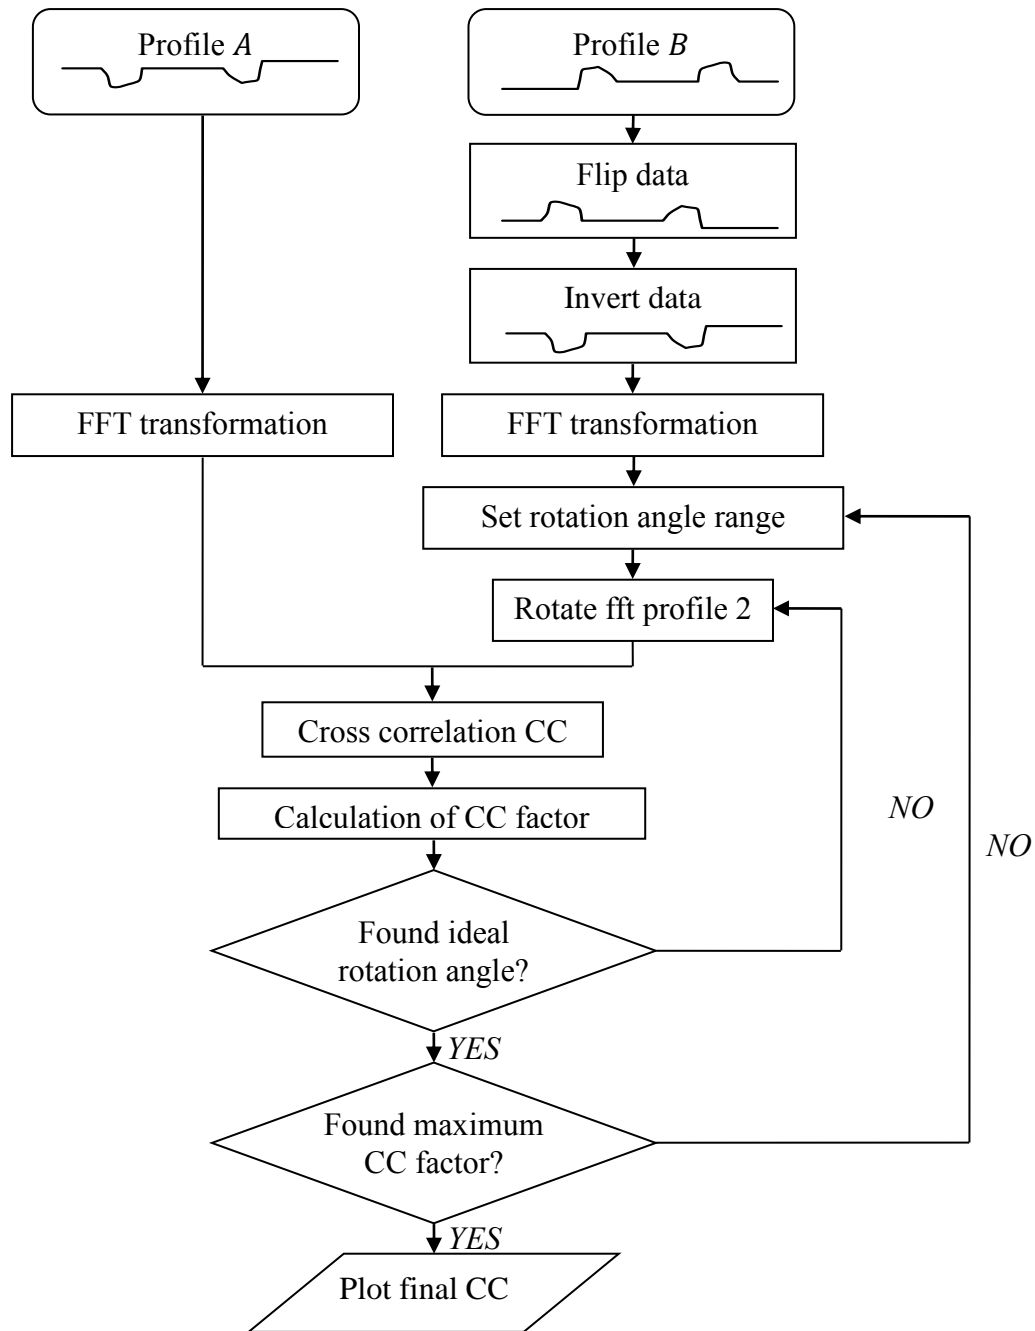 Profile A
Profile B
Flip data
Invert data
FFT transformation
FFT transformation
Set rotation angle range
Rotate fft profile 2
Cross correlation CC
Calculation of CC factor
NO
NO
Found ideal
rotation angle?
YES
Found maximum
CC factor?
YES
Plot final CC